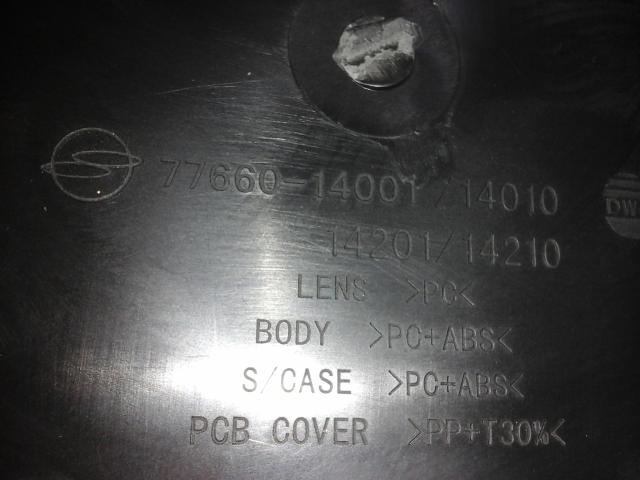 77660-14001/14010
DW
14201/14210
LENS >PC<
BODY >PC+ABS<
S/CASE >PC+ABS<
PCB COVER >PP+T30%<